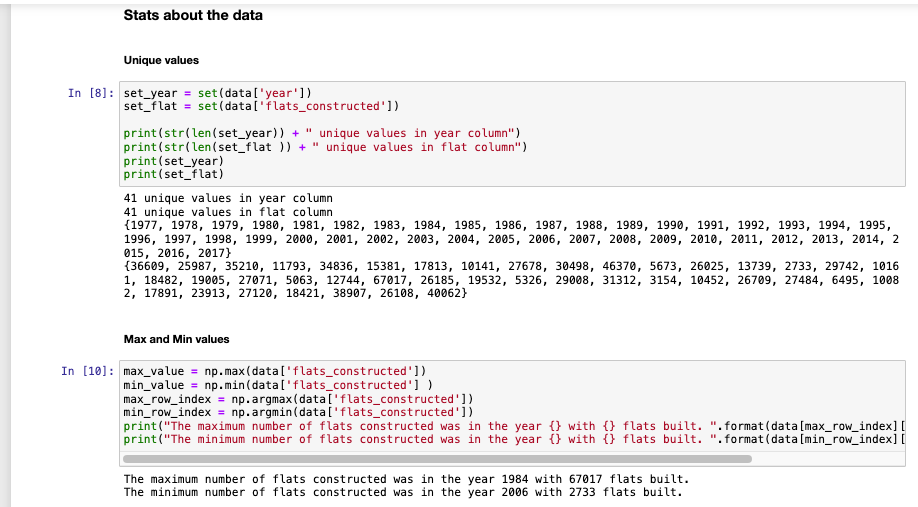 Stats about the data
Unique values
In [8]: set_year = set(data['year'])
set_flat = set(data['flats_constructed'])
print(str(len(set_year)) + " unique values in year column")
print(str(len(set_flat )) + " unique values in flat column")
print(set_year)
print(set_flat)
41 unique values in year column
41 unique values in flat column
{1977, 1978, 1979, 1980, 1981, 1982, 1983, 1984, 1985, 1986, 1987, 1988, 1989, 1990, 1991, 1992, 1993, 1994, 1995,
1996, 1997, 1998, 1999, 2000, 2001, 2002, 2003, 2004, 2005, 2006, 2007, 2008, 2009, 2010, 2011, 2012, 2013, 2014, 2
015, 2016, 2017}
{36609, 25987, 35210, 11793, 34836, 15381, 17813, 10141, 27678, 30498, 46370, 5673, 26025, 13739, 2733, 29742, 1016
1, 18482, 19005, 27071, 5063, 12744, 67017, 26185, 19532, 5326, 29008, 31312, 3154, 10452, 26709, 27484, 6495, 1008
2, 17891, 23913, 27120, 18421, 38907, 26108, 40062}
Max and Min values
In [10]: max_value = np.max(data['flats_constructed'])
min_value = np.min(data['flats_constructed'] )
max_row_index = np.argmax(data['flats_constructed'])
min_row_index = np.argmin(data['flats_constructed'])
print("The maximum number of flats constructed was in the year {} with {} flats built. ".format(data[max_row_index][
print("The minimum number of flats constructed was in the year {} with {} flats built. ".format(data[min_row_index][
The maximum number of flats constructed was in the year 1984 with 67017 flats built.
The minimum number of flats constructed was in the year 2006 with 2733 flats built.